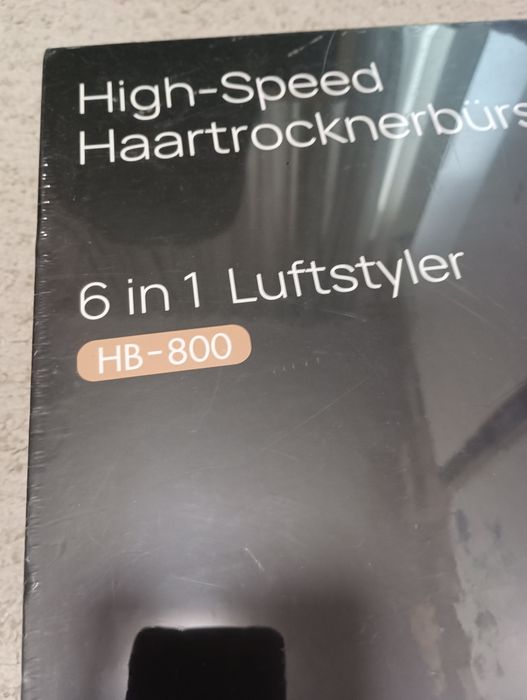 High-Speed
Haartrocknerbürs
6 in 1 Luftstyler
HB-800